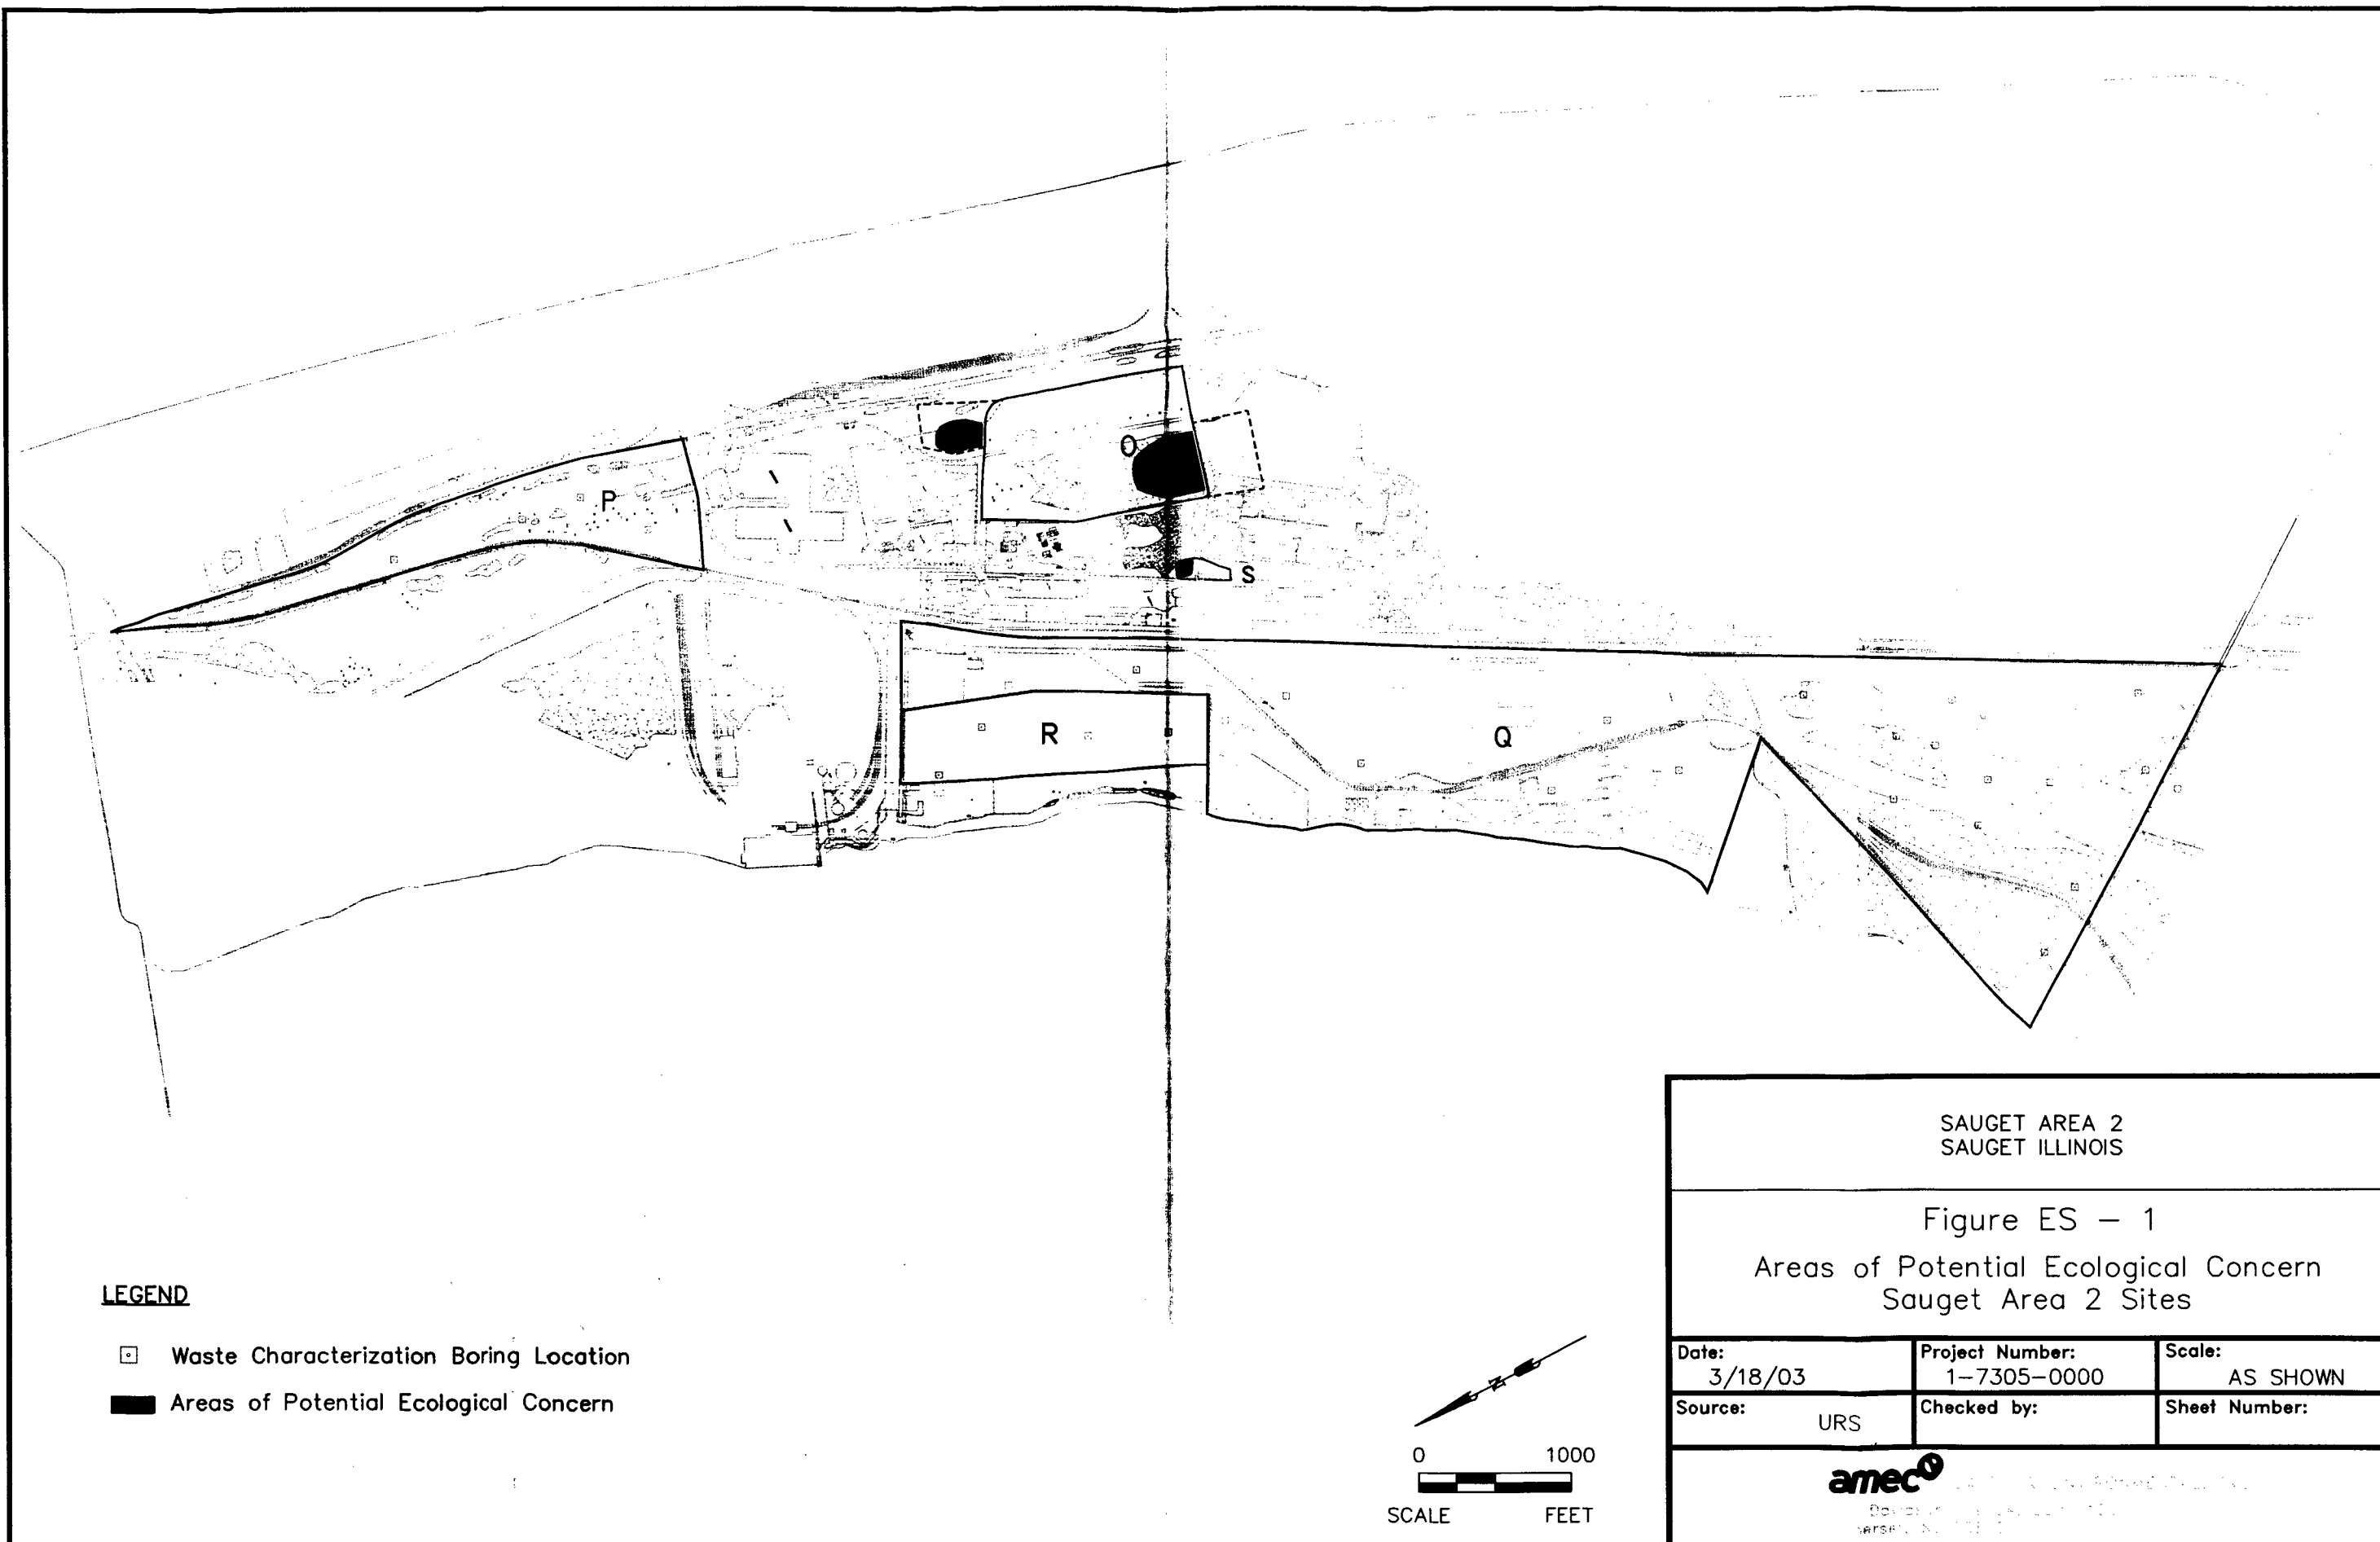 P
O
S
R
Q
LEGEND
Waste Characterization Boring Location
Areas of Potential Ecological Concern
N
0 1000
SCALE FEET
SAUGET AREA 2
SAUGET ILLINOIS
Figure ES - 1
Areas of Potential Ecological Concern
Sauget Area 2 Sites
Date:
3/18/03
Project Number:
1-7305-0000
Scale:
AS SHOWN
Source:
URS
Checked by:
Sheet Number:
amec